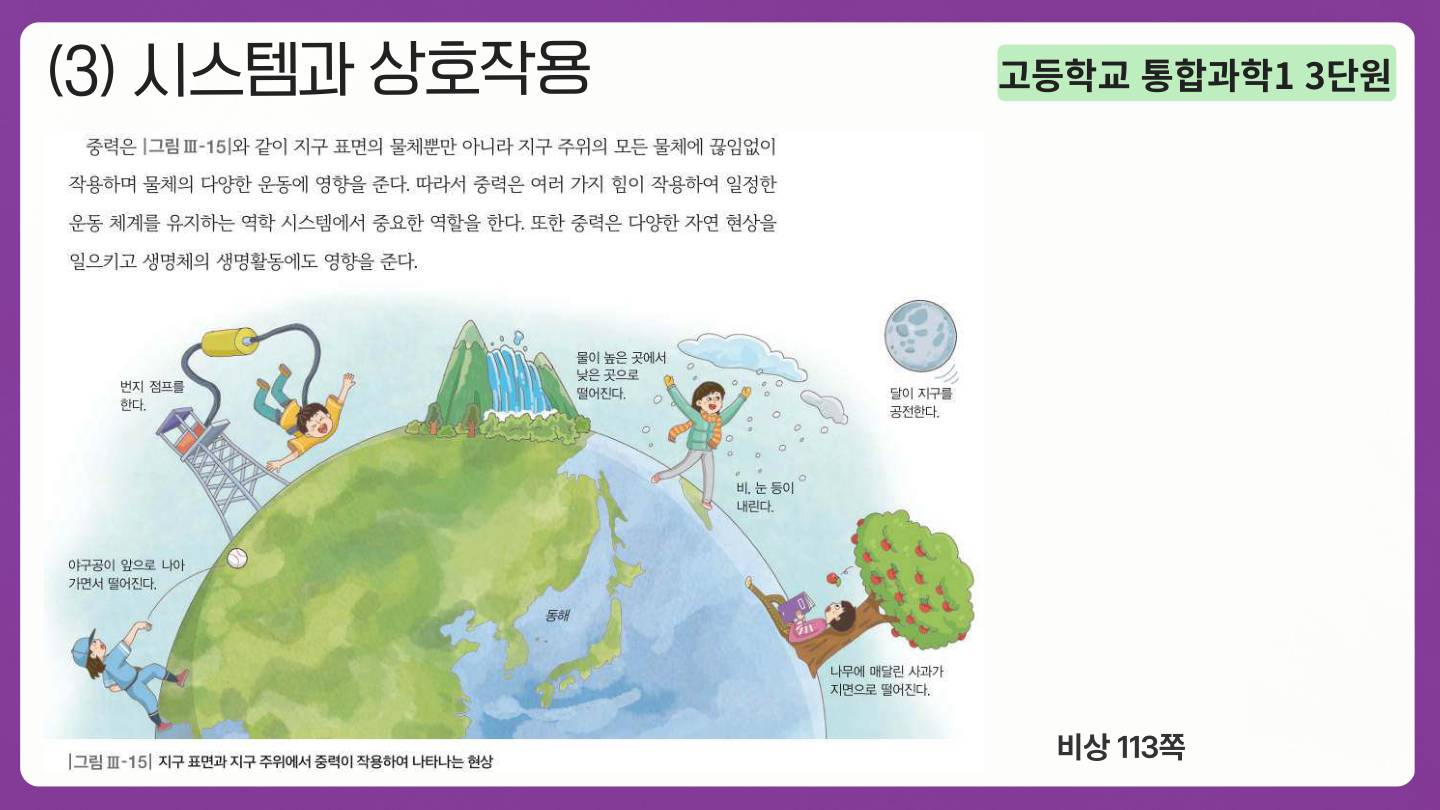 (3) 시스템과 상호작용
고등학교 통합과학1 3단원
중력은 |그림 Ⅲ-15|와 같이 지구 표면의 물체뿐만 아니라 지구 주위의 모든 물체에 끊임없이
작용하며 물체의 다양한 운동에 영향을 준다. 따라서 중력은 여러 가지 힘이 작용하여 일정한
운동 체계를 유지하는 역학 시스템에서 중요한 역할을 한다. 또한 중력은 다양한 자연 현상을
일으키고 생명체의 생명활동에도 영향을 준다.
번지 점프를
한다.
물이 높은 곳에서
낮은 곳으로
떨어진다.
달이 지구를
공전한다.
비, 눈 등이
내린다.
야구공이 앞으로 나아
가면서 떨어진다.
동해
나무에 매달린 사과가
지면으로 떨어진다.
|그림 Ⅲ-15| 지구 표면과 지구 주위에서 중력이 작용하여 나타나는 현상
비상 113쪽